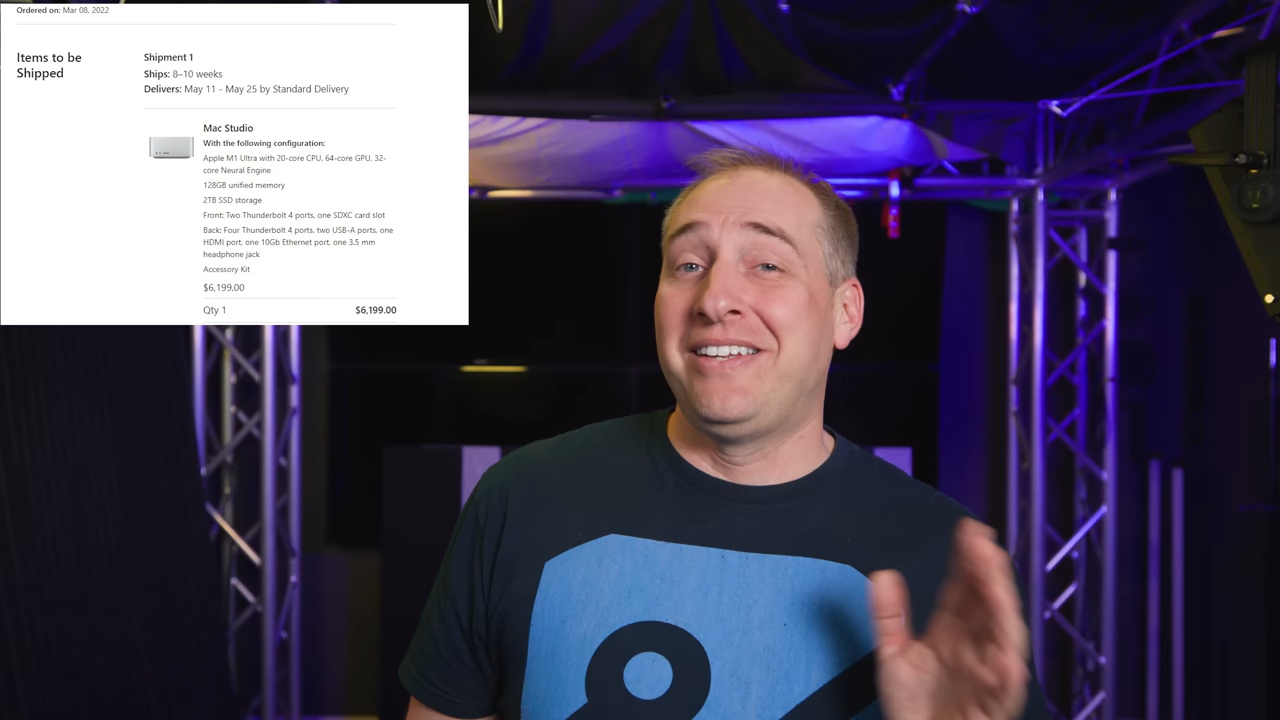 Ordered on: Mar 08, 2022
Items to be
Shipped
Shipment 1
Ships: 8–10 weeks
Delivers: May 11 - May 25 by Standard Delivery
Mac Studio
With the following configuration:
Apple M1 Ultra with 20-core CPU, 64-core GPU, 32-
core Neural Engine
128GB unified memory
2TB SSD storage
Front: Two Thunderbolt 4 ports, one SDXC card slot
Back: Four Thunderbolt 4 ports, two USB-A ports, one
HDMI port, one 10Gb Ethernet port, one 3.5 mm
headphone jack
Accessory Kit
$6,199.00
Qty 1 $6,199.00